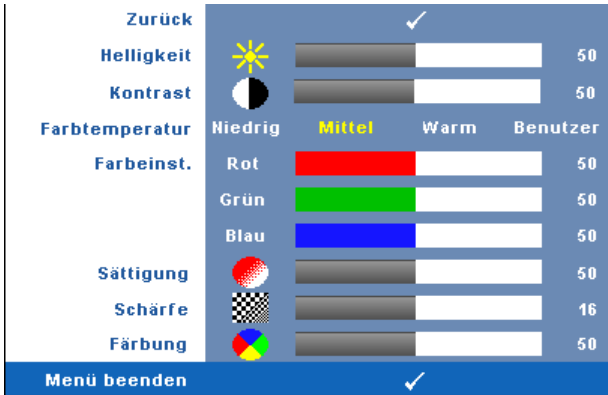 Zurück
Helligkeit 50
Kontrast 50
Farbtemperatur Niedrig Mittel Warm Benutzer
Farbeinst. Rot 50
Grün 50
Blau 50
Sättigung 50
Schärfe 16
Färbung 50
Menü beenden